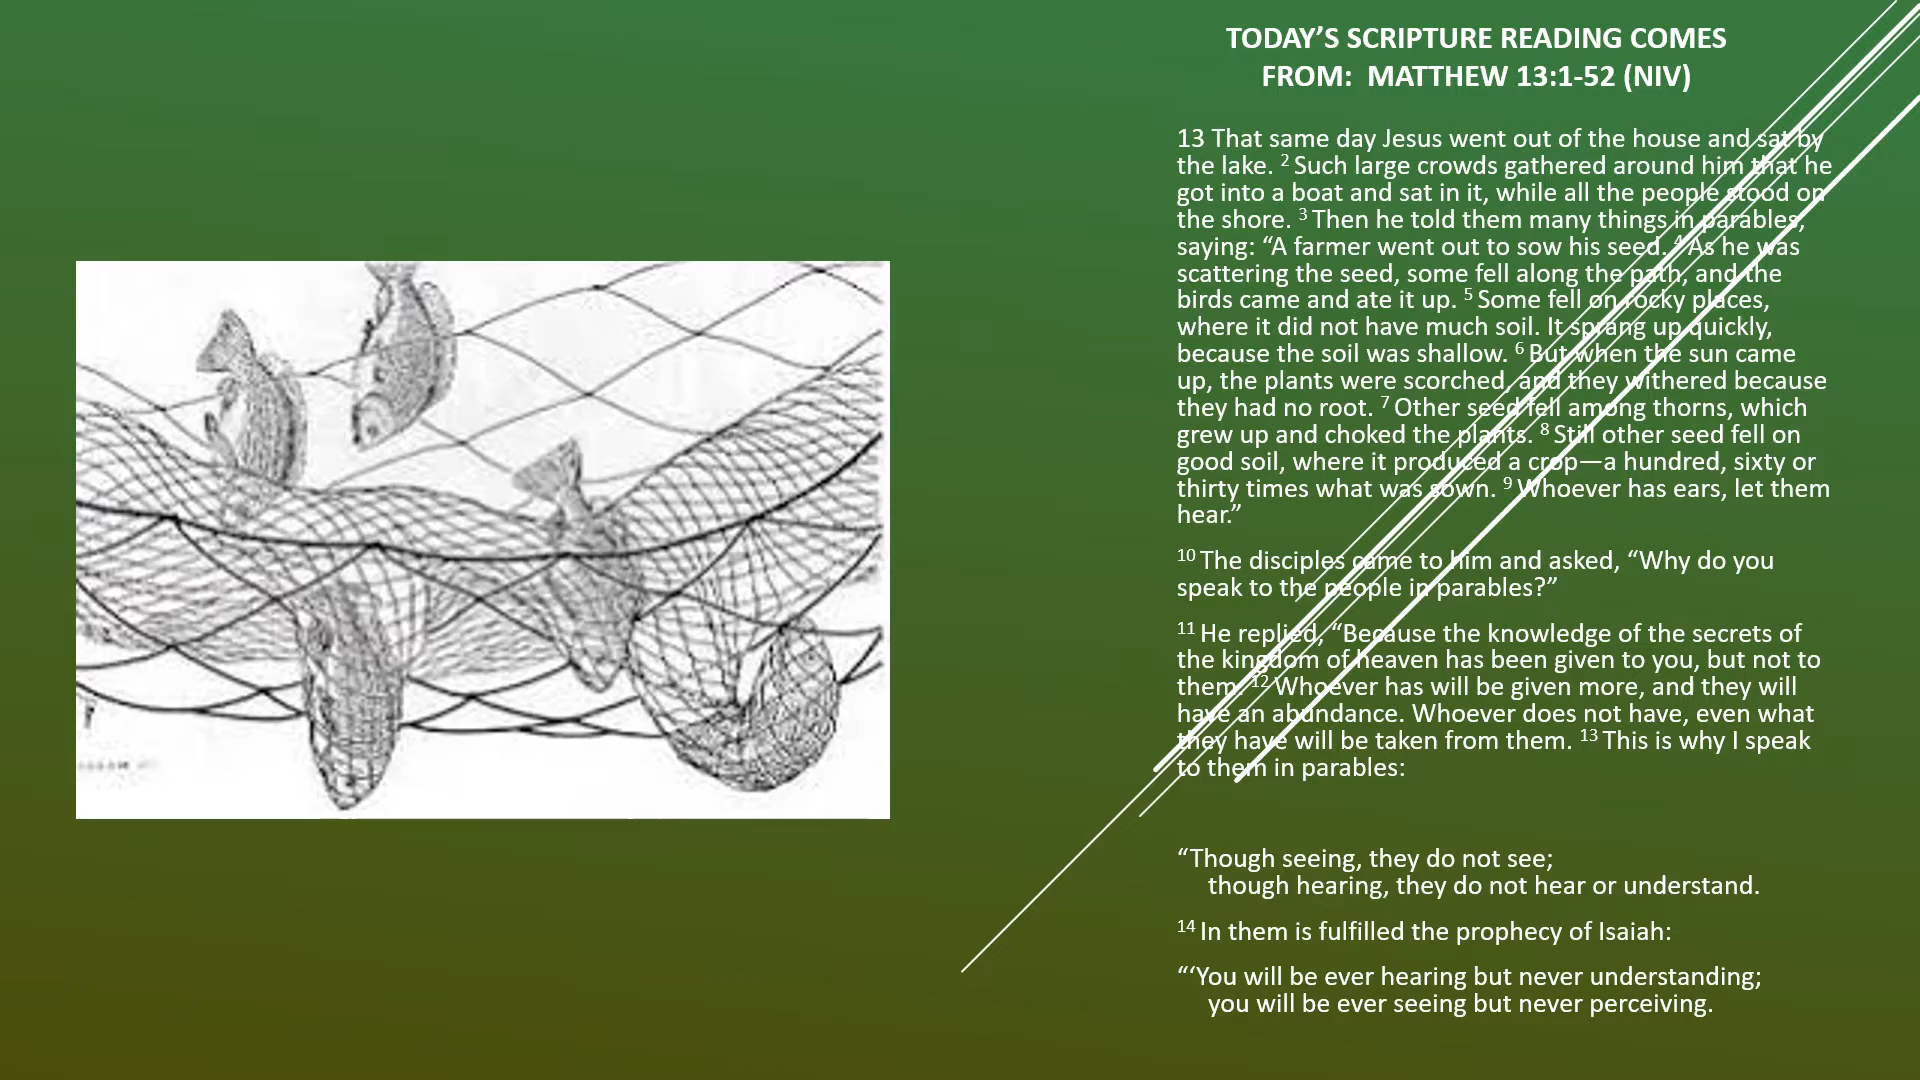 TODAY’S SCRIPTURE READING COMES
FROM:  MATTHEW 13:1-52 (NIV)
13 That same day Jesus went out of the house and sat by
the lake. 2 Such large crowds gathered around him that he
got into a boat and sat in it, while all the people stood on
the shore. 3 Then he told them many things in parables,
saying: “A farmer went out to sow his seed. 4 As he was
scattering the seed, some fell along the path, and the
birds came and ate it up. 5 Some fell on rocky places,
where it did not have much soil. It sprang up quickly,
because the soil was shallow. 6 But when the sun came
up, the plants were scorched, and they withered because
they had no root. 7 Other seed fell among thorns, which
grew up and choked the plants. 8 Still other seed fell on
good soil, where it produced a crop—a hundred, sixty or
thirty times what was sown. 9 Whoever has ears, let them
hear.”
10 The disciples came to him and asked, “Why do you
speak to the people in parables?”
11 He replied, “Because the knowledge of the secrets of
the kingdom of heaven has been given to you, but not to
them. 12 Whoever has will be given more, and they will
have an abundance. Whoever does not have, even what
they have will be taken from them. 13 This is why I speak
to them in parables:
“Though seeing, they do not see;
though hearing, they do not hear or understand.
14 In them is fulfilled the prophecy of Isaiah:
“‘You will be ever hearing but never understanding;
you will be ever seeing but never perceiving.